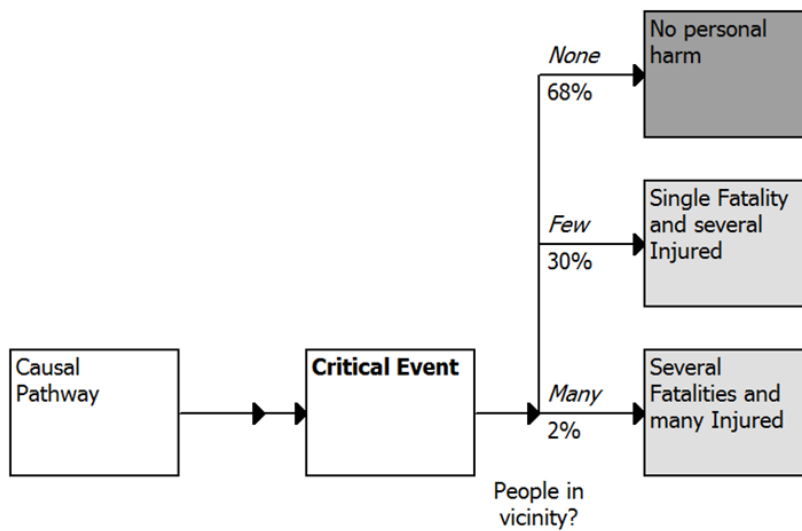 None
68%
No personal
harm
Few
30%
Single Fatality
and several
Injured
Causal
Pathway
Critical Event
Many
2%
Several
Fatalities and
many Injured
People in
vicinity?